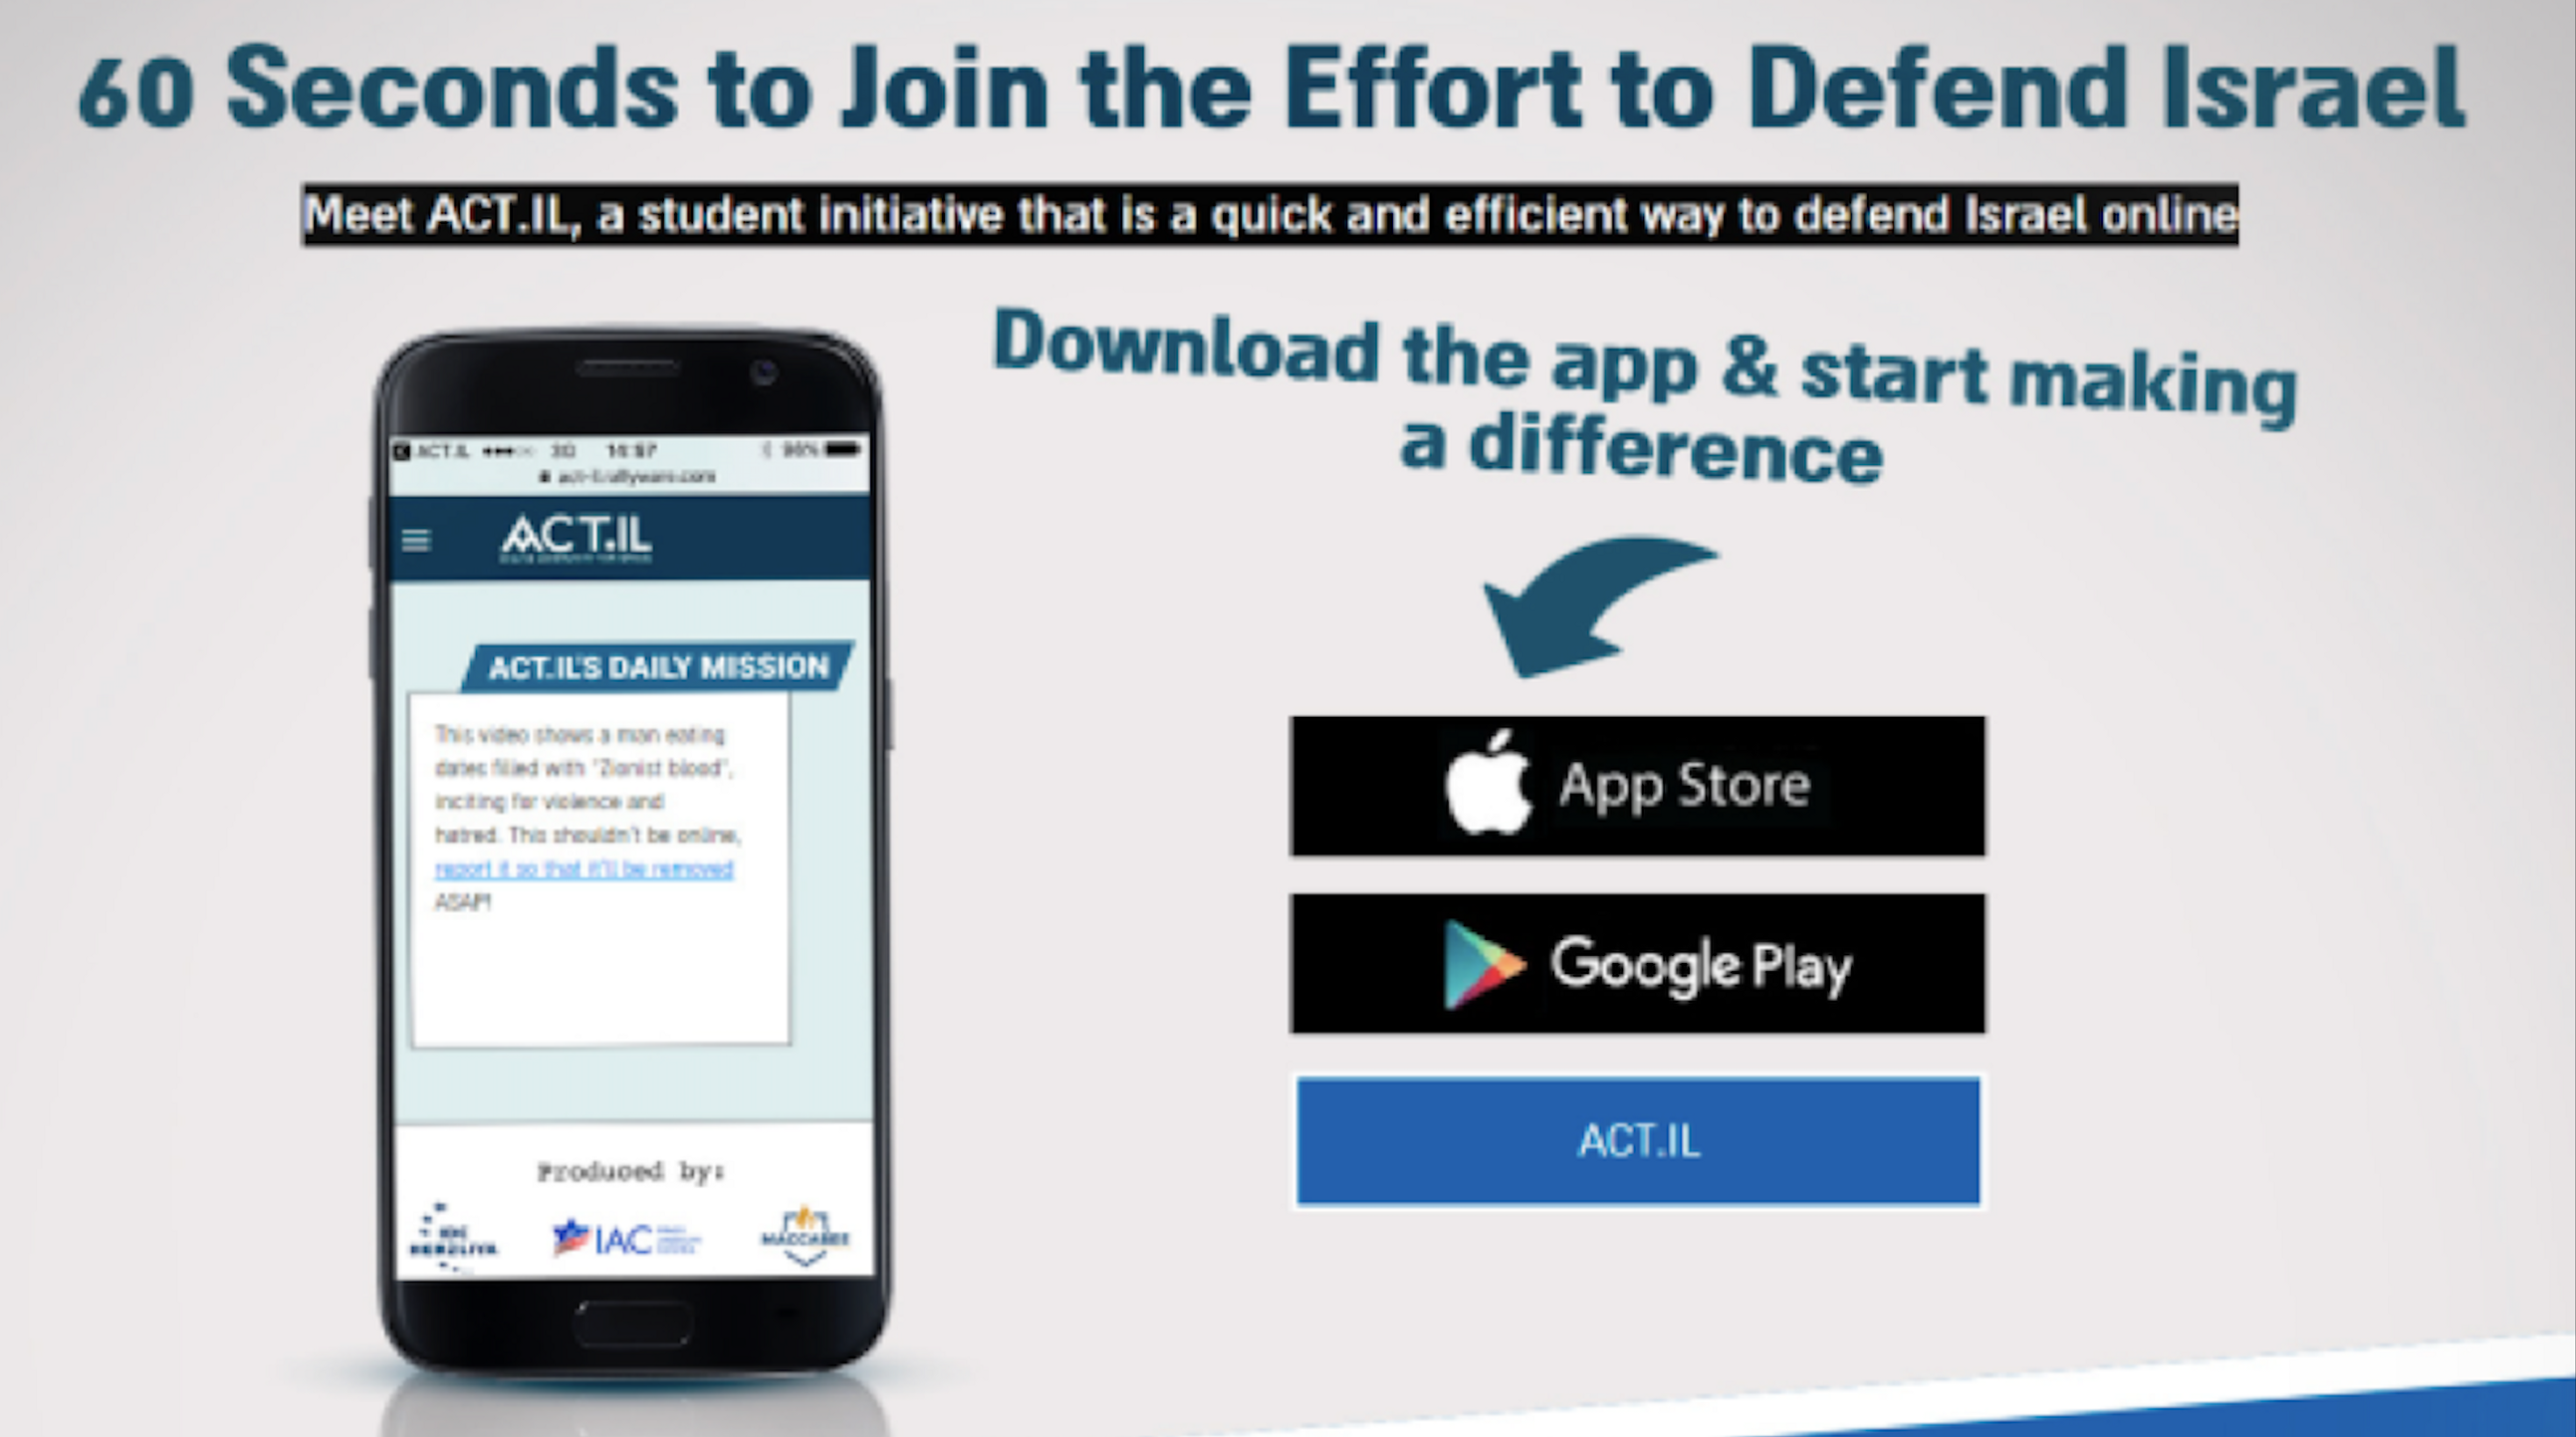 60 Seconds to Join the Effort to Defend Israel
Meet ACT.IL, a student initiative that is a quick and efficient way to defend Israel online
Download the app & start making
a difference
ACT.IL 3G 14:57 96%
ACT.IL
ACT.IL'S DAILY MISSION
This video shows a man eating
dates filled with "Zionist blood",
inciting for violence and
hatred. This shouldn't be online,
report it so that it'll be removed
ASAP!
Produced by:
IDC
HERZLIYA
IAC
MACCABEE
App Store
Google Play
ACT.IL